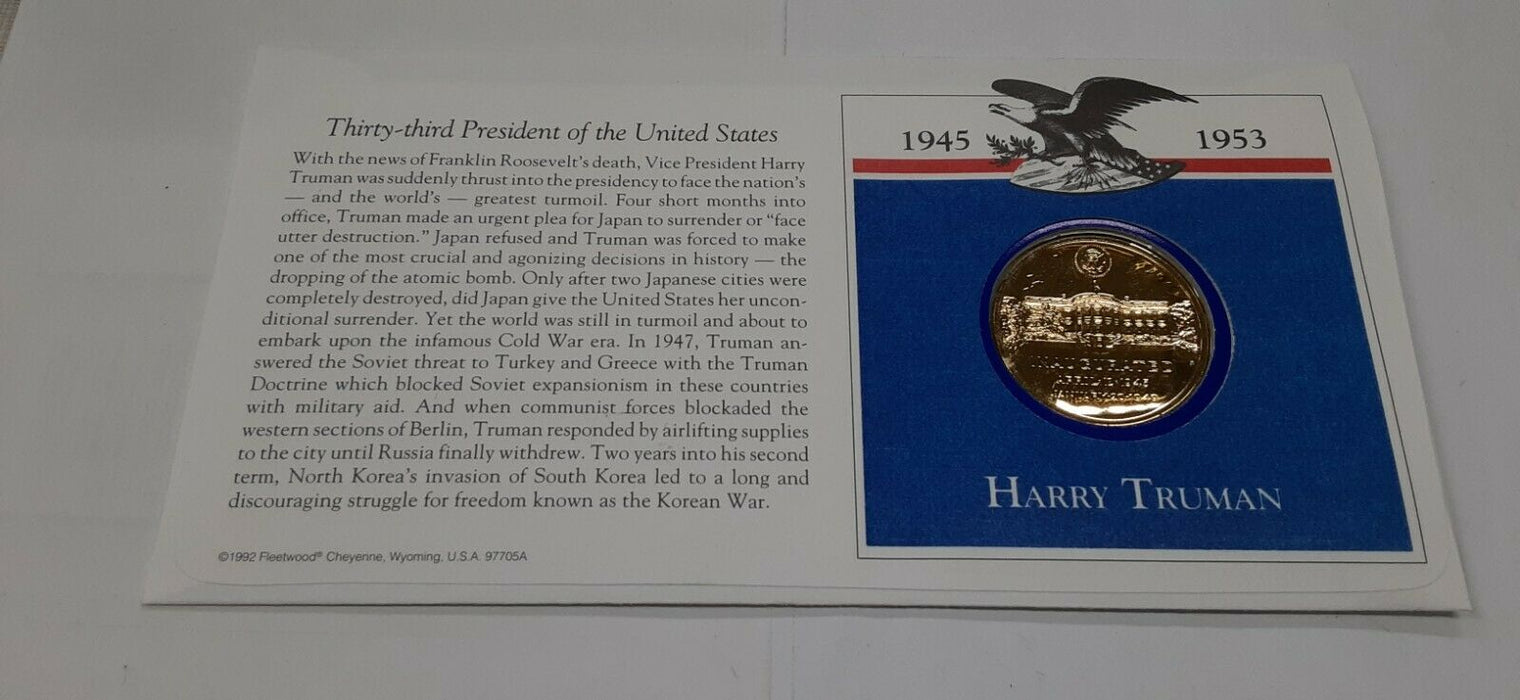 Thirty-third President of the United States
With the news of Franklin Roosevelt's death, Vice President Harry
Truman was suddenly thrust into the presidency to face the nation's
— and the world's — greatest turmoil. Four short months into
office, Truman made an urgent plea for Japan to surrender or "face
utter destruction." Japan refused and Truman was forced to make
one of the most crucial and agonizing decisions in history — the
dropping of the atomic bomb. Only after two Japanese cities were
completely destroyed, did Japan give the United States her uncon-
ditional surrender. Yet the world was still in turmoil and about to
embark upon the infamous Cold War era. In 1947, Truman an-
swered the Soviet threat to Turkey and Greece with the Truman
Doctrine which blocked Soviet expansionism in these countries
with military aid. And when communist forces blockaded the
western sections of Berlin, Truman responded by airlifting supplies
to the city until Russia finally withdrew. Two years into his second
term, North Korea's invasion of South Korea led to a long and
discouraging struggle for freedom known as the Korean War.
©1992 Fleetwood® Cheyenne, Wyoming, U.S.A. 97705A
1945 1953
INAUGURATED
APRIL 12, 1945
JANUARY 20, 1949
HARRY TRUMAN